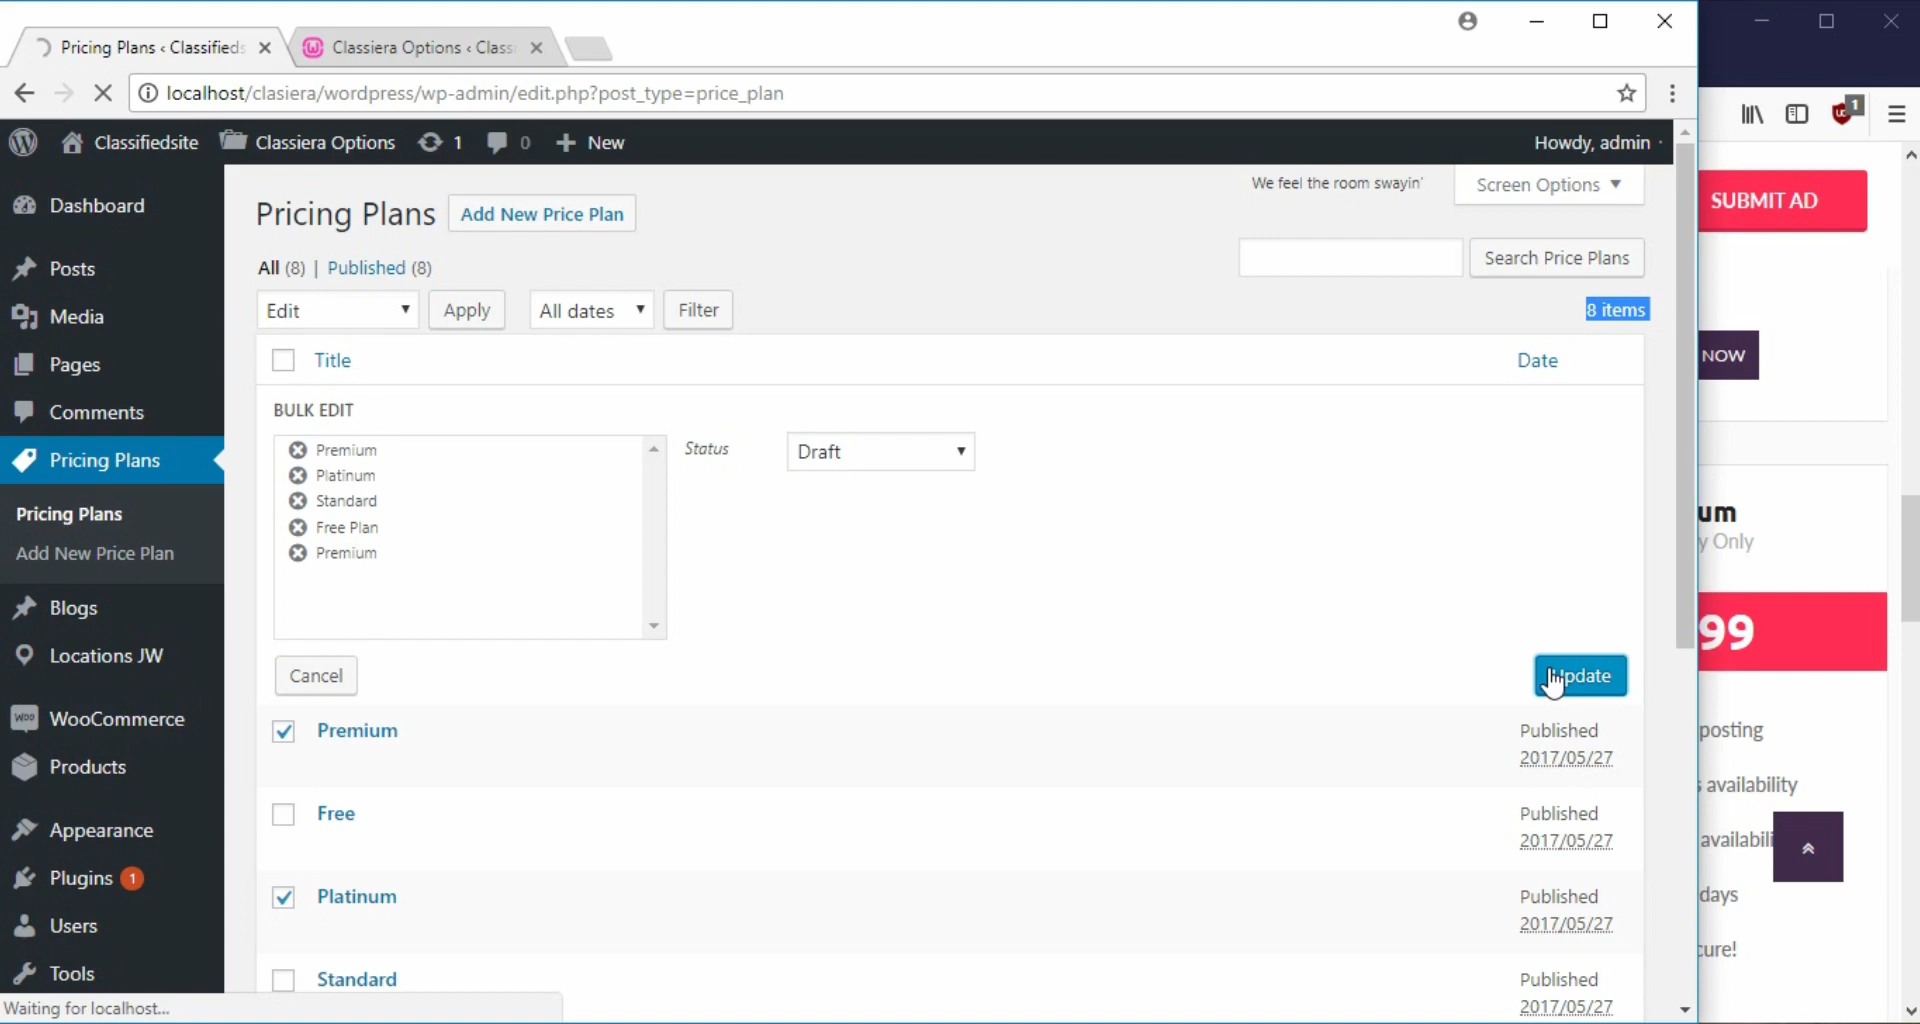 Pricing Plans ‹ Classifieds
Classiera Options ‹ Class
localhost/clasiera/wordpress/wp-admin/edit.php?post_type=price_plan
1
Classifiedsite
Classiera Options
1
0
New
Howdy, admin
Dashboard
Posts
Media
Pages
Comments
Pricing Plans
Pricing Plans
Add New Price Plan
Blogs
Locations JW
WooCommerce
Products
Appearance
Plugins 1
Users
Tools
Waiting for localhost...
We feel the room swayin'
Screen Options
Pricing Plans
Add New Price Plan
All (8) | Published (8)
Search Price Plans
Edit
Apply
All dates
Filter
8 items
Title
Date
BULK EDIT
Premium
Platinum
Standard
Free Plan
Premium
Status
Draft
Cancel
Update
Premium
Published
2017/05/27
Free
Published
2017/05/27
Platinum
Published
2017/05/27
Standard
Published
2017/05/27
SUBMIT AD
NOW
um
y Only
99
posting
s availability
availabili
days
cure!